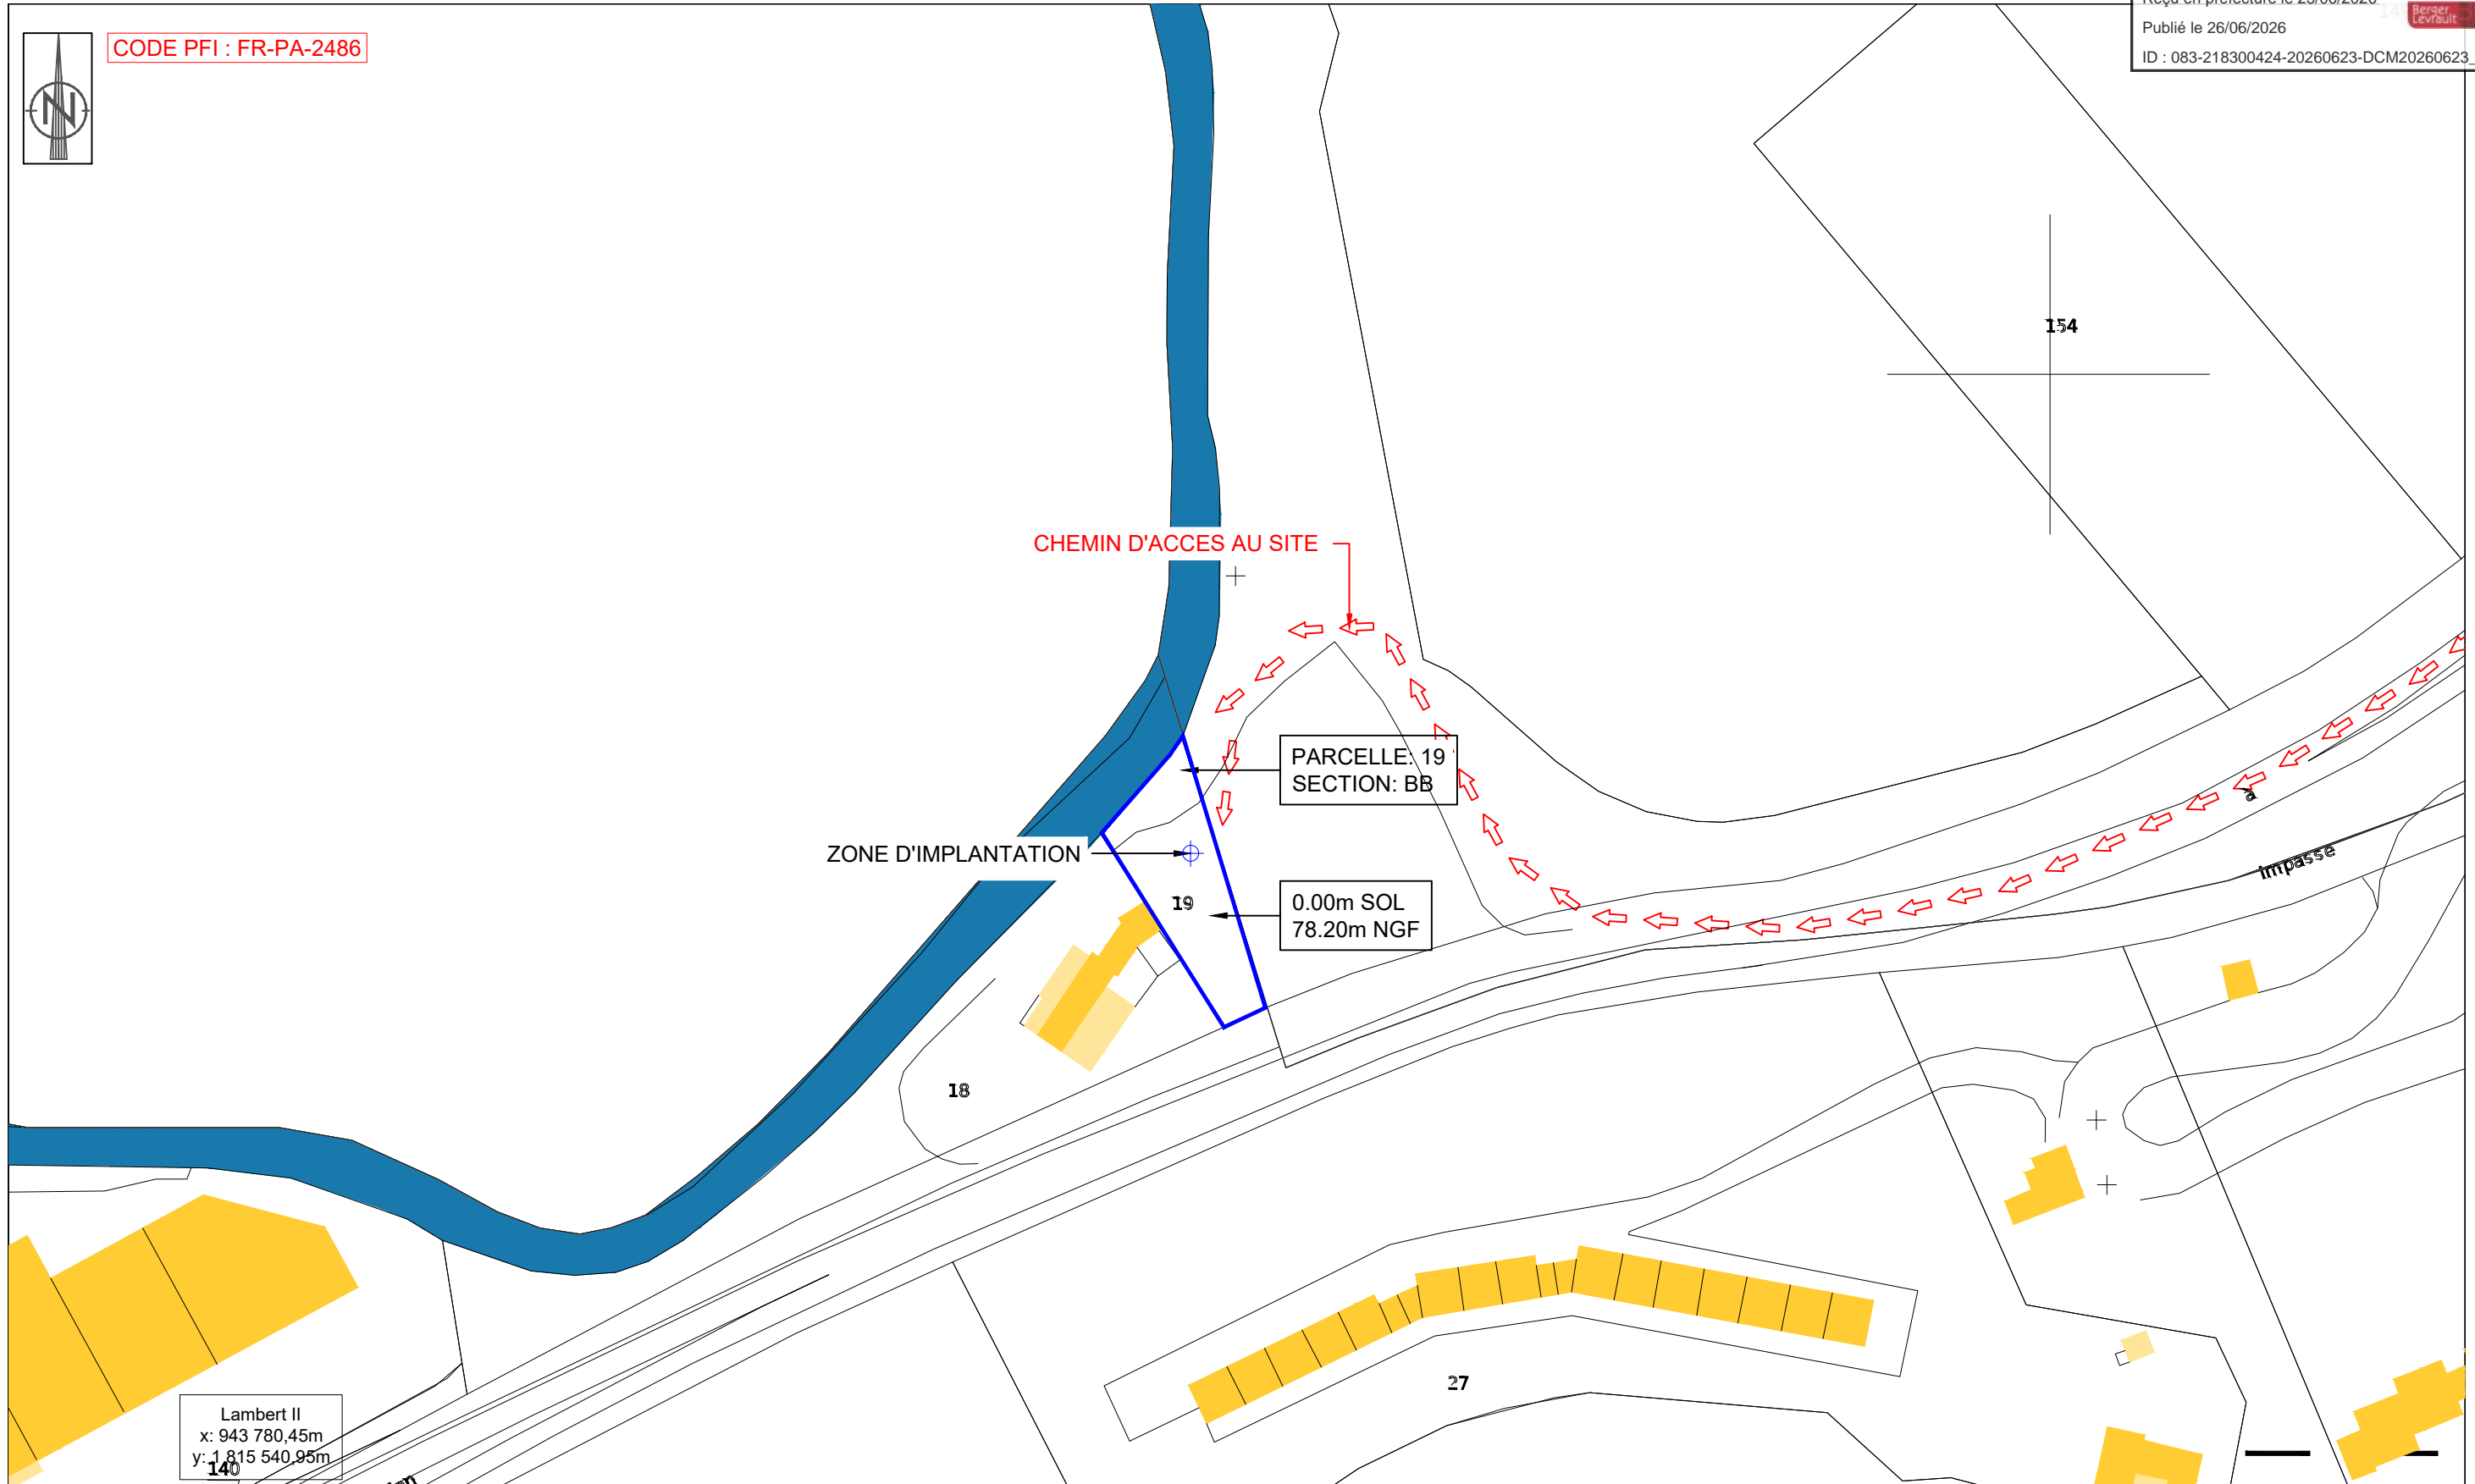 CODE PFI : FR-PA-2486
Publié le 26/06/2026
Berger
Levrault
ID : 083-218300424-20260623-DCM20260623_
154
CHEMIN D'ACCES AU SITE
PARCELLE: 19
SECTION: BB
à
ZONE D'IMPLANTATION
impasse
19
0.00m SOL
78.20m NGF
18
27
Lambert II
x: 943 780,45m
y: 1 815 540,95m
140